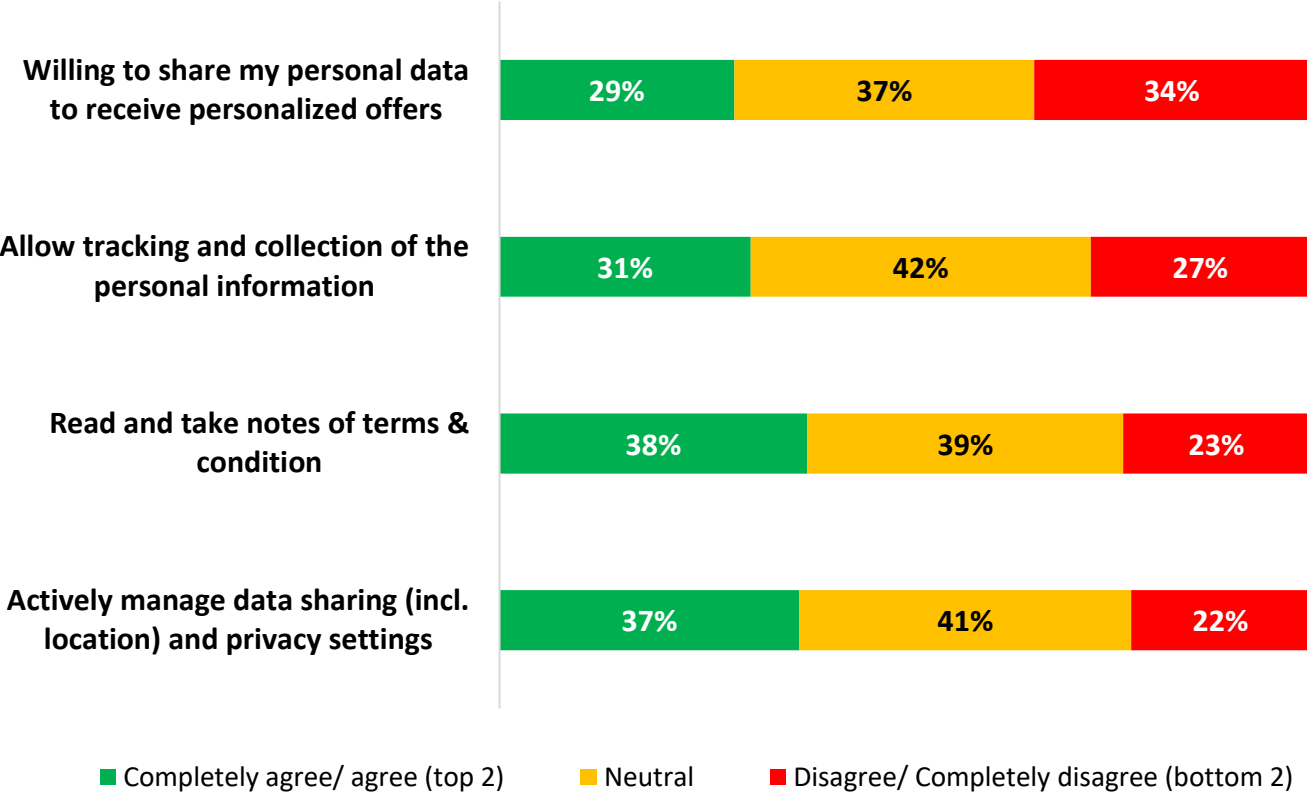 Willing to share my personal data
to receive personalized offers
29% 37% 34%
Allow tracking and collection of the
personal information
31% 42% 27%
Read and take notes of terms &
condition
38% 39% 23%
Actively manage data sharing (incl.
location) and privacy settings
37% 41% 22%
Completely agree/ agree (top 2) Neutral Disagree/ Completely disagree (bottom 2)